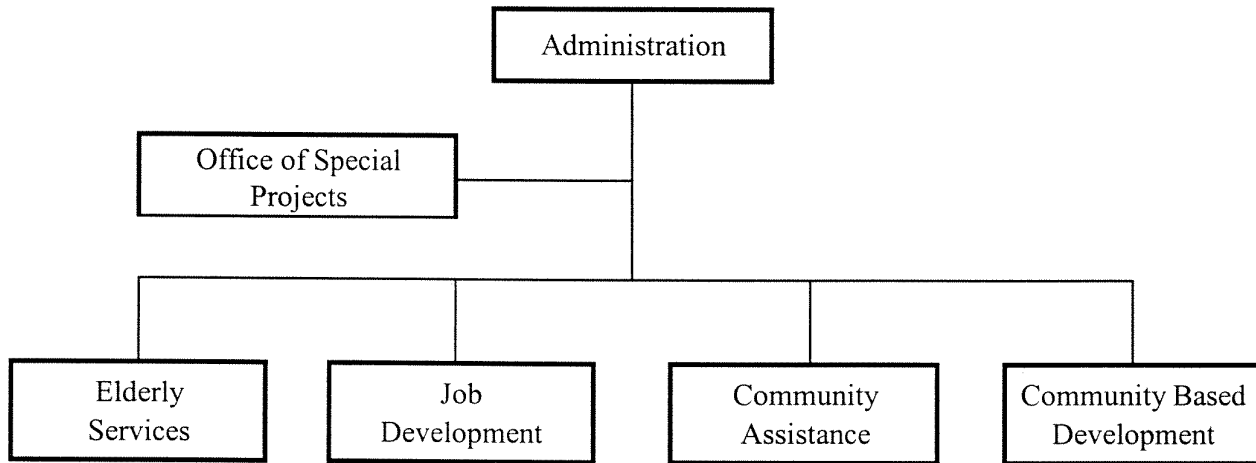 Administration
Office of Special
Projects
Elderly
Services
Job
Development
Community
Assistance
Community Based
Development